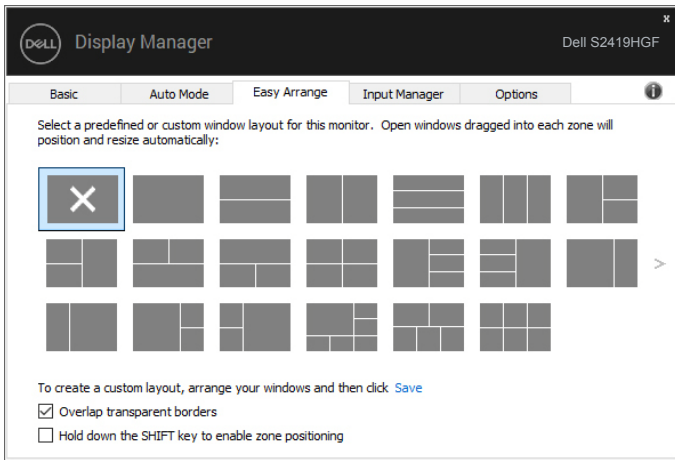 x
DELL Display Manager Dell S2419HGF
Basic Auto Mode Easy Arrange Input Manager Options
Select a predefined or custom window layout for this monitor. Open windows dragged into each zone will
position and resize automatically:
To create a custom layout, arrange your windows and then click Save
Overlap transparent borders
Hold down the SHIFT key to enable zone positioning